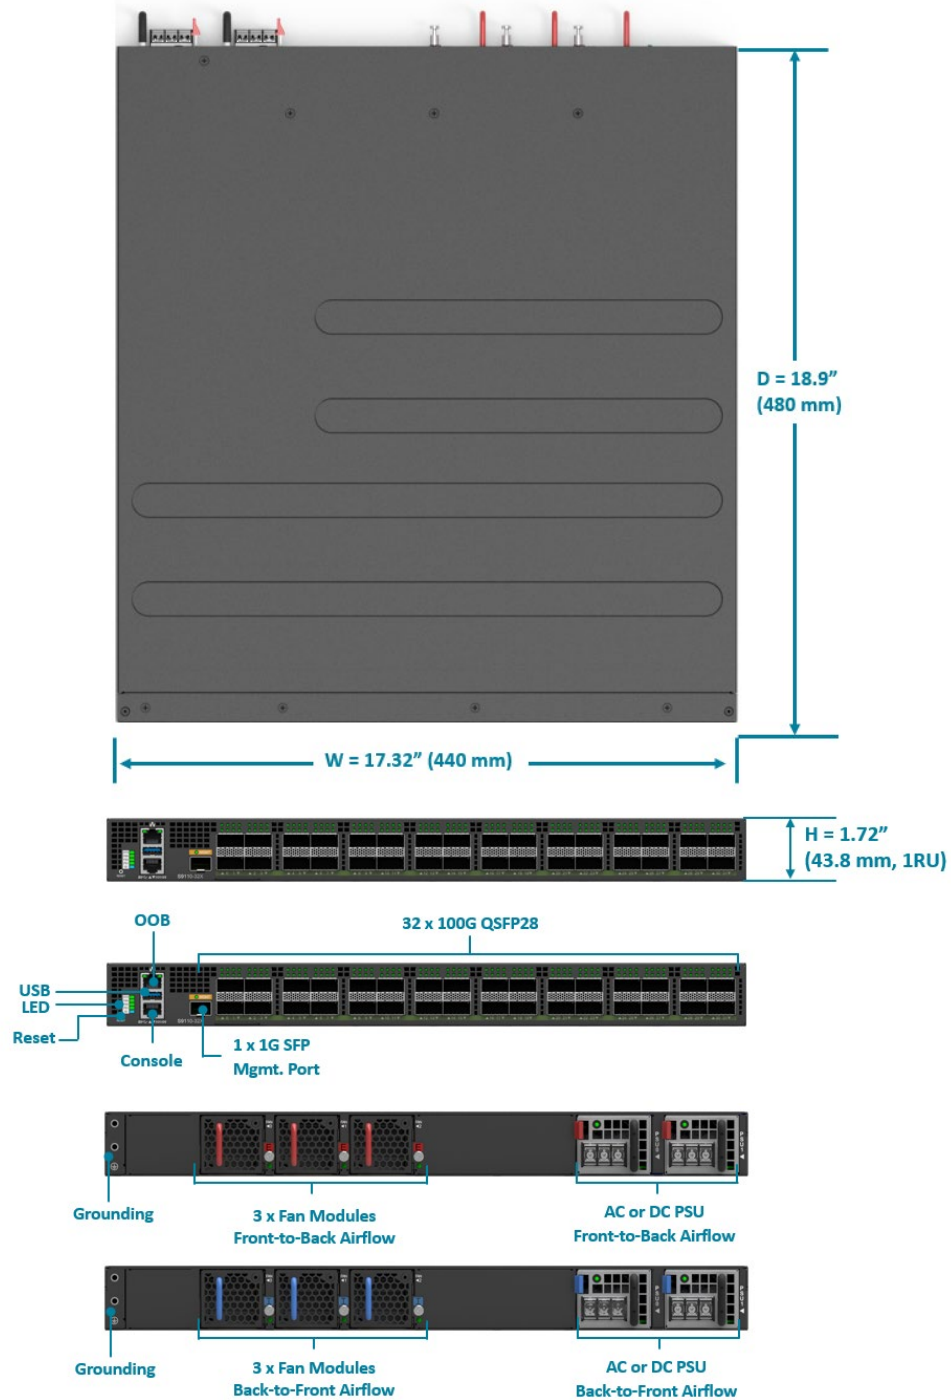 D = 18.9”
(480 mm)
W = 17.32” (440 mm)
H = 1.72”
(43.8 mm, 1RU)
OOB
32 x 100G QSFP28
USB
LED
Reset
Console
1 x 1G SFP
Mgmt. Port
Grounding
3 x Fan Modules
Front-to-Back Airflow
AC or DC PSU
Front-to-Back Airflow
Grounding
3 x Fan Modules
Back-to-Front Airflow
AC or DC PSU
Back-to-Front Airflow